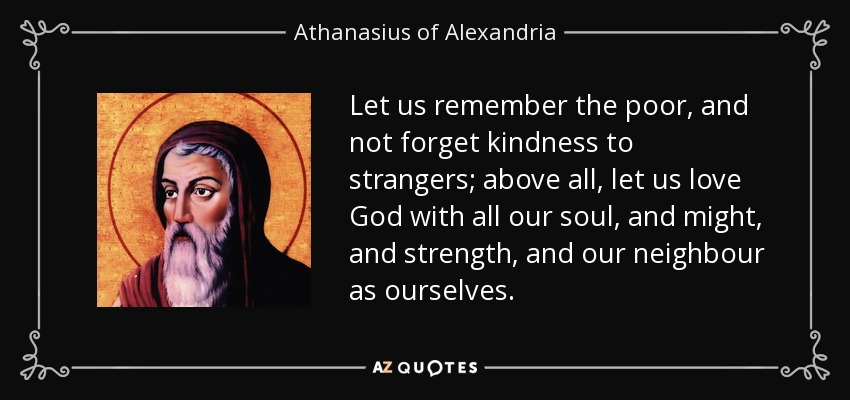 Athanasius of Alexandria
Let us remember the poor, and
not forget kindness to
strangers; above all, let us love
God with all our soul, and might,
and strength, and our neighbour
as ourselves.
AZ QUOTES